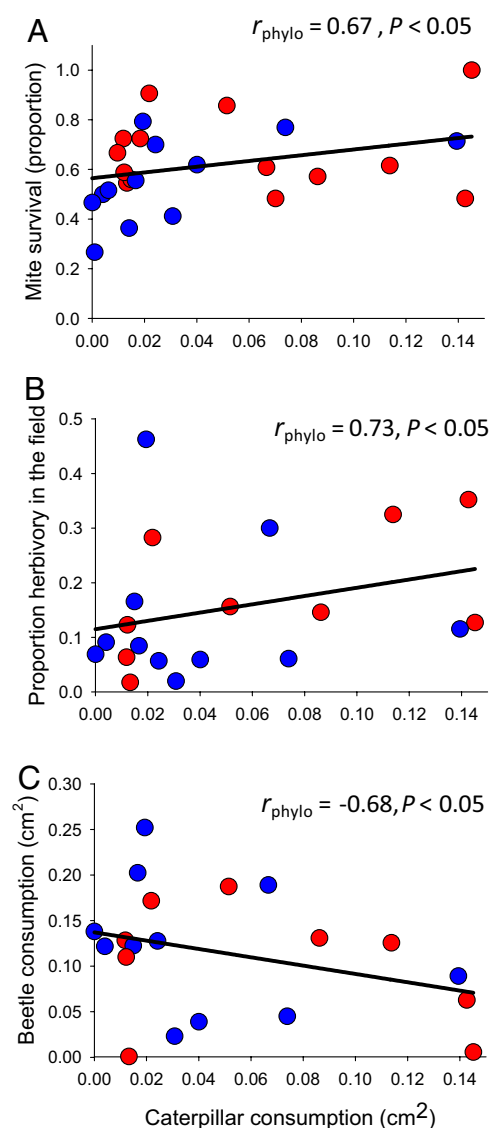 A
r_phylo = 0.67 , P < 0.05
Mite survival (proportion)
1.0
0.8
0.6
0.4
0.2
0.0
0.00 0.02 0.04 0.06 0.08 0.10 0.12 0.14
B
r_phylo = 0.73, P < 0.05
Proportion herbivory in the field
0.5
0.4
0.3
0.2
0.1
0.0
0.00 0.02 0.04 0.06 0.08 0.10 0.12 0.14
C
r_phylo = -0.68, P < 0.05
Beetle consumption (cm²)
0.30
0.25
0.20
0.15
0.10
0.05
0.00
0.00 0.02 0.04 0.06 0.08 0.10 0.12 0.14
Caterpillar consumption (cm²)